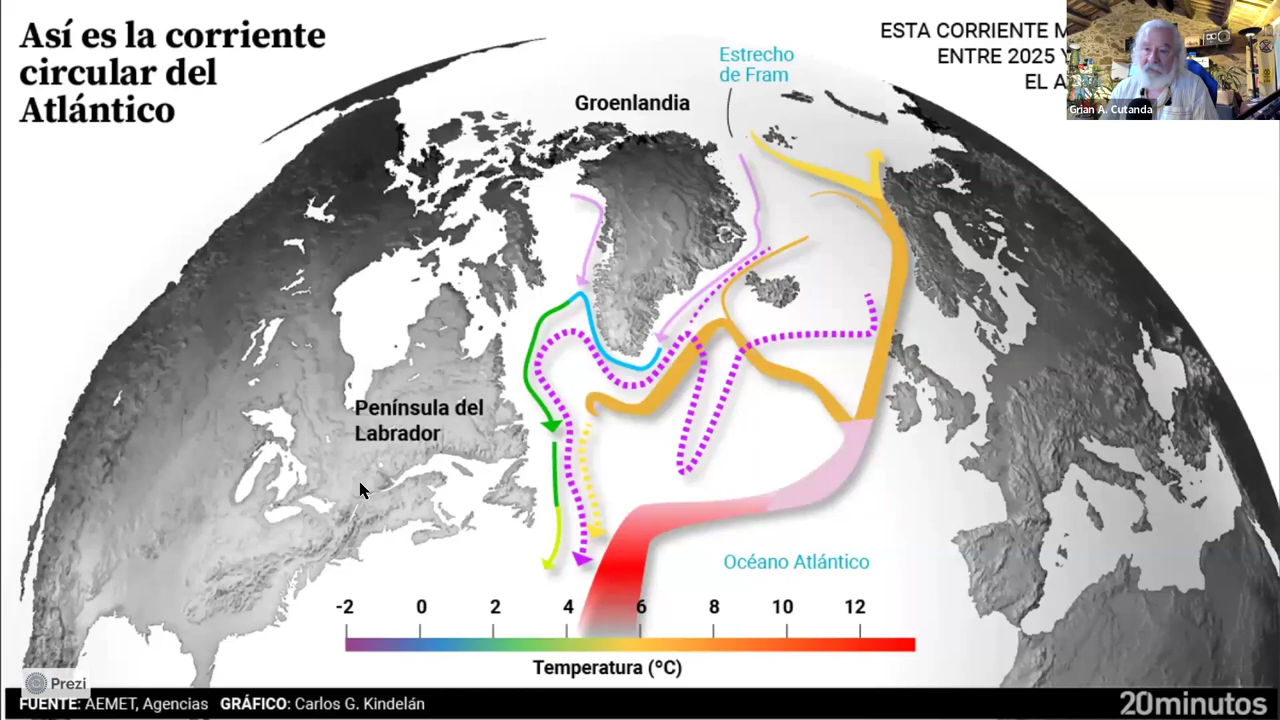 Así es la corriente
circular del
Atlántico
ESTA CORRIENTE
ENTRE 2025
EL
Grian A. Cutanda
Estrecho
de Fram
Groenlandia
Península del
Labrador
Océano Atlántico
-2 0 2 4 6 8 10 12
Temperatura (ºC)
Prezi
FUENTE: AEMET, Agencias GRÁFICO: Carlos G. Kindelán
20minutos